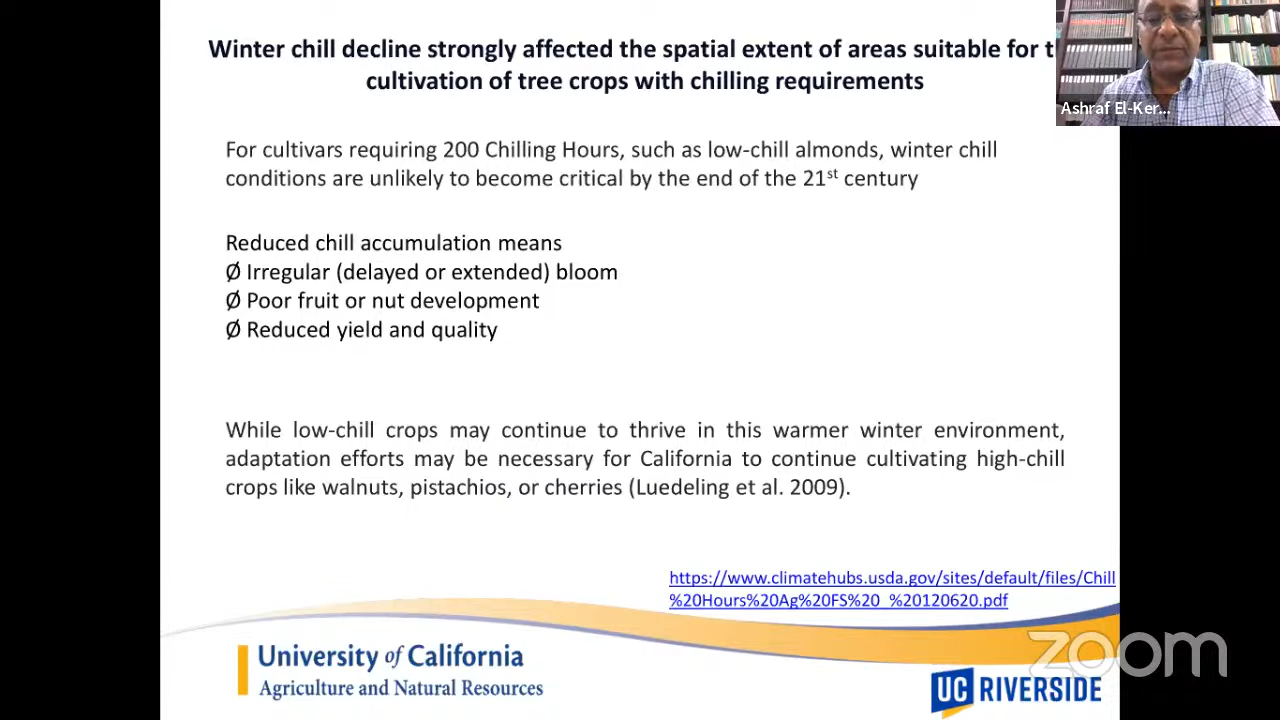 Winter chill decline strongly affected the spatial extent of areas suitable for t
cultivation of tree crops with chilling requirements
Ashraf El-Ker...
For cultivars requiring 200 Chilling Hours, such as low-chill almonds, winter chill
conditions are unlikely to become critical by the end of the 21st century
Reduced chill accumulation means
Ø Irregular (delayed or extended) bloom
Ø Poor fruit or nut development
Ø Reduced yield and quality
While low-chill crops may continue to thrive in this warmer winter environment,
adaptation efforts may be necessary for California to continue cultivating high-chill
crops like walnuts, pistachios, or cherries (Luedeling et al. 2009).
https://www.climatehubs.usda.gov/sites/default/files/Chill
%20Hours%20Ag%20FS%20_%20120620.pdf
University of California
Agriculture and Natural Resources
zoom
UC RIVERSIDE